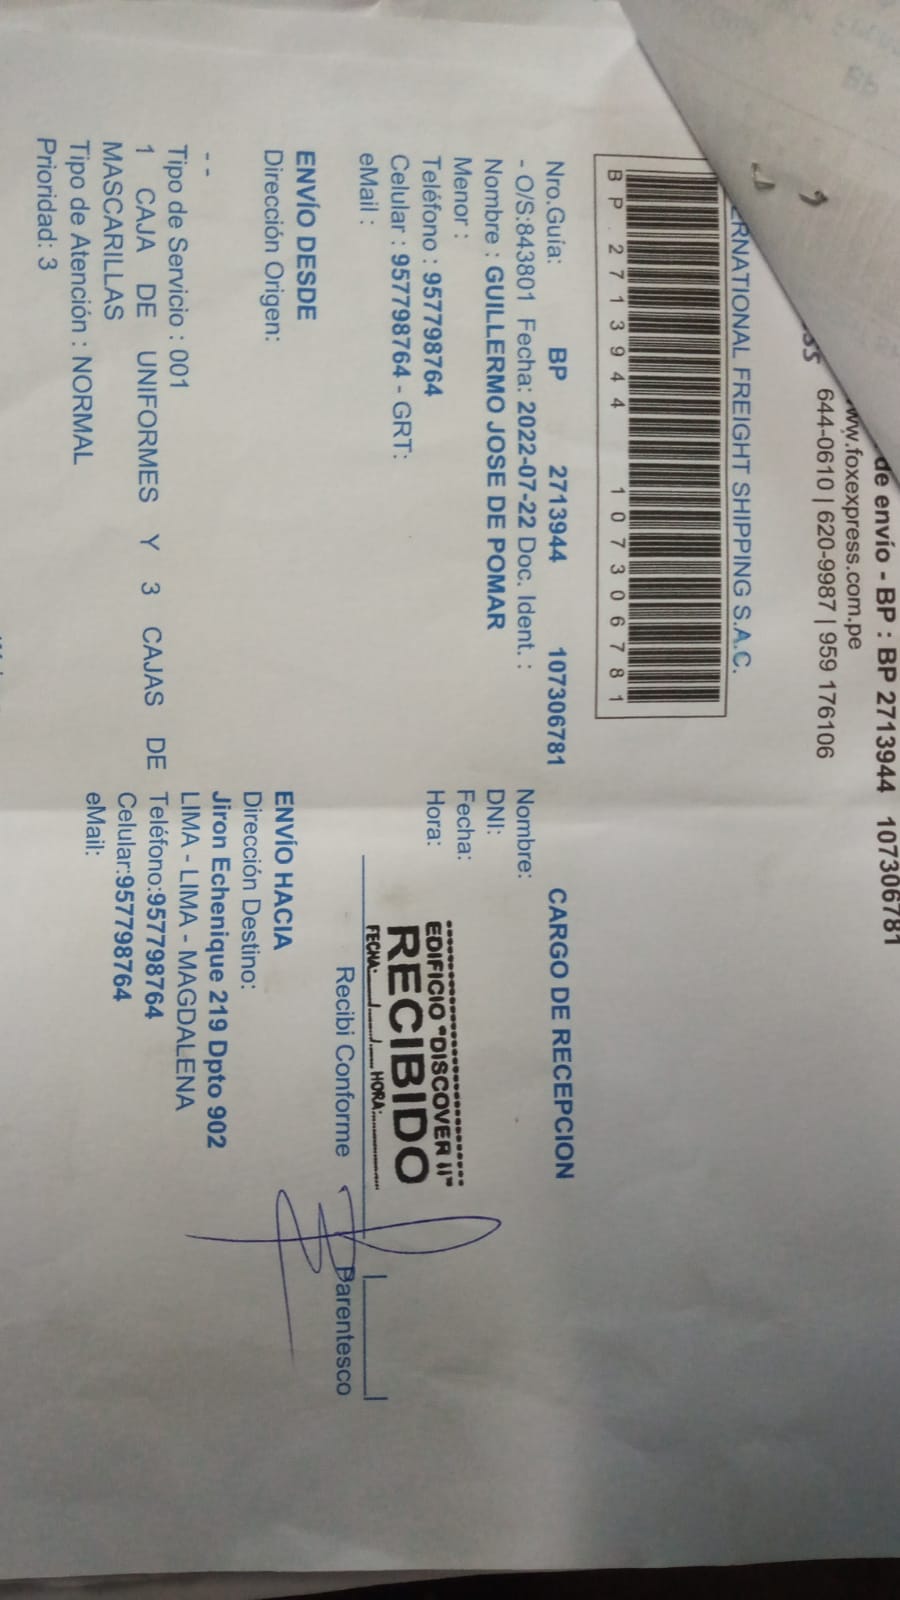 de envío - BP : BP 2713944 107306781
ww.foxexpress.com.pe
644-0610 | 620-9987 | 959 176106
ERNATIONAL FREIGHT SHIPPING S.A.C.
BP.2713944 107306781
Nro.Guía: BP 2713944 107306781
- O/S:843801 Fecha: 2022-07-22 Doc. Ident. :
Nombre : GUILLERMO JOSE DE POMAR
Menor :
Teléfono : 957798764
Celular : 957798764 - GRT:
eMail :
ENVÍO DESDE
Dirección Origen:
- -
Tipo de Servicio : 001
1 CAJA DE UNIFORMES Y 3 CAJAS DE
MASCARILLAS
Tipo de Atención : NORMAL
Prioridad: 3
CARGO DE RECEPCION
Nombre:
DNI:
Fecha:
Hora:
EDIFICIO "DISCOVER II"
RECIBIDO
FECHA:...../...../..... HORA:.............
Recibi Conforme
Parentesco
ENVÍO HACIA
Dirección Destino:
Jiron Echenique 219 Dpto 902
LIMA - LIMA - MAGDALENA
Teléfono:957798764
Celular:957798764
eMail: